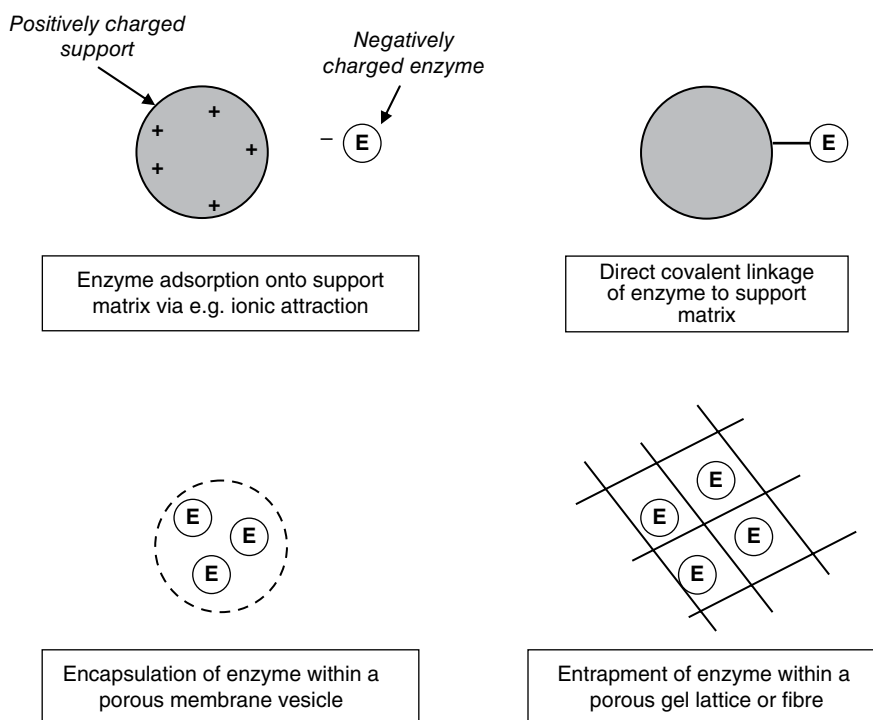 Positively charged
support
Negatively
charged enzyme
+
+
+
+
+
– E
E
Enzyme adsorption onto support
matrix via e.g. ionic attraction
Direct covalent linkage
of enzyme to support
matrix
E
E
E
E
E
E
E
Encapsulation of enzyme within a
porous membrane vesicle
Entrapment of enzyme within a
porous gel lattice or fibre